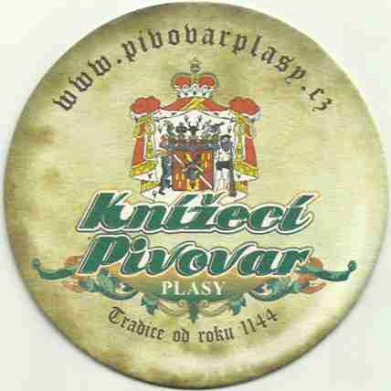 www.pivovarplasy.cz
Knížecí
Pivovar
PLASY
Tradice od roku 1144